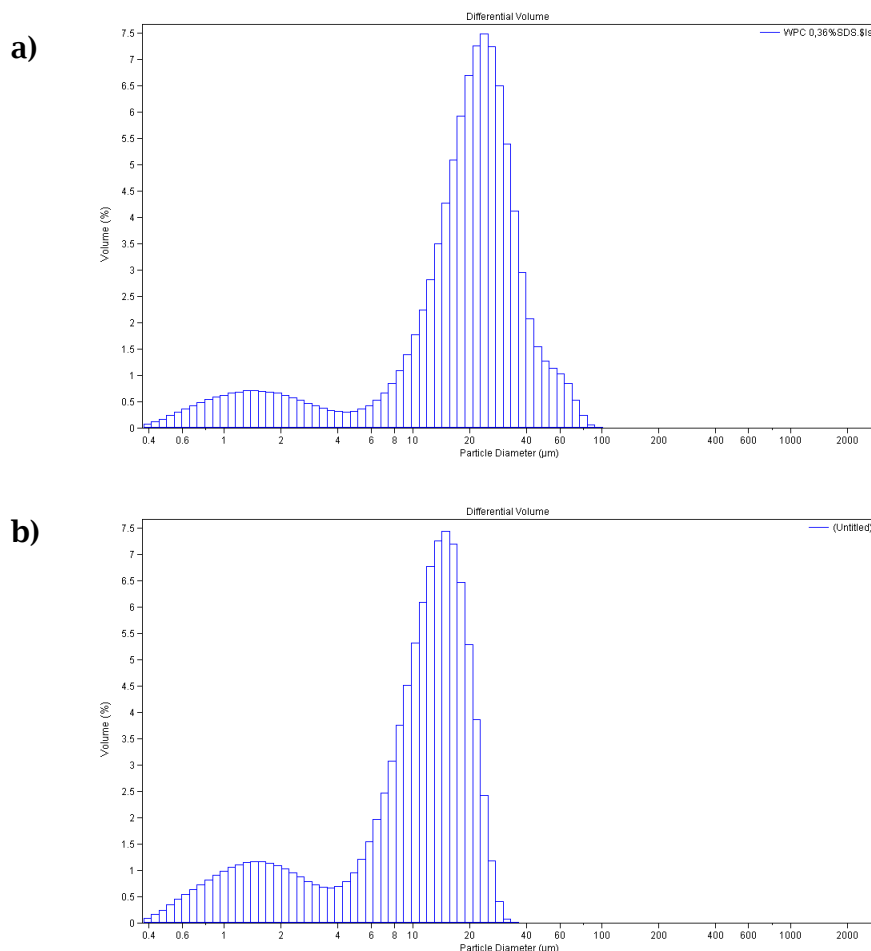 a)
Differential Volume
WPC 0,36%SDS.$ls
7.5
7
6.5
6
5.5
5
4.5
4
3.5
3
2.5
2
1.5
1
0.5
0
Volume (%)
0.4 0.6 1 2 4 6 8 10 20 40 60 100 200 400 600 1000 2000
Particle Diameter (µm)
b)
Differential Volume
(Untitled)
7.5
7
6.5
6
5.5
5
4.5
4
3.5
3
2.5
2
1.5
1
0.5
0
Volume (%)
0.4 0.6 1 2 4 6 8 10 20 40 60 100 200 400 600 1000 2000
Particle Diameter (µm)